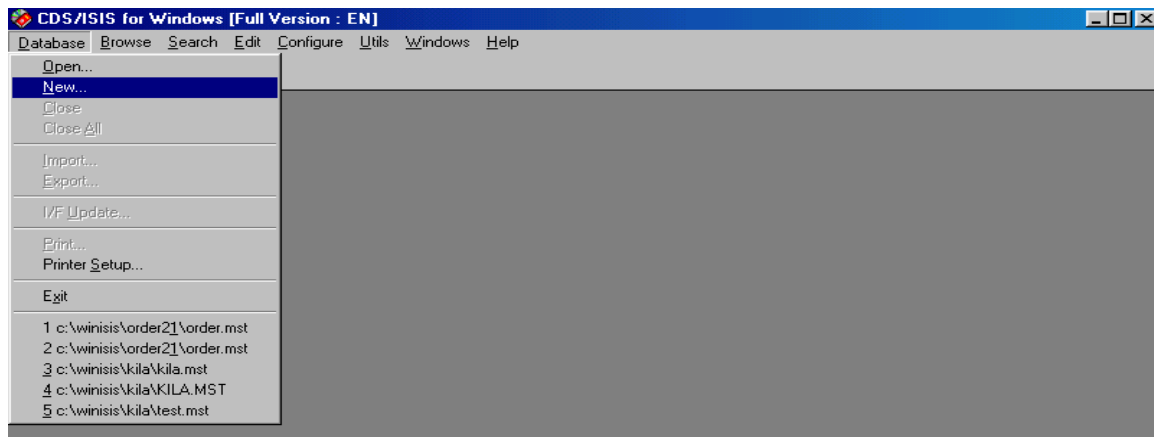 CDS/ISIS for Windows [Full Version : EN]
Database Browse Search Edit Configure Utils Windows Help
Open...
New...
Close
Close All
Import...
Export...
I/F Update...
Print...
Printer Setup...
Exit
1 c:\winisis\order21\order.mst
2 c:\winisis\order21\order.mst
3 c:\winisis\kila\kila.mst
4 c:\winisis\kila\KILA.MST
5 c:\winisis\kila\test.mst